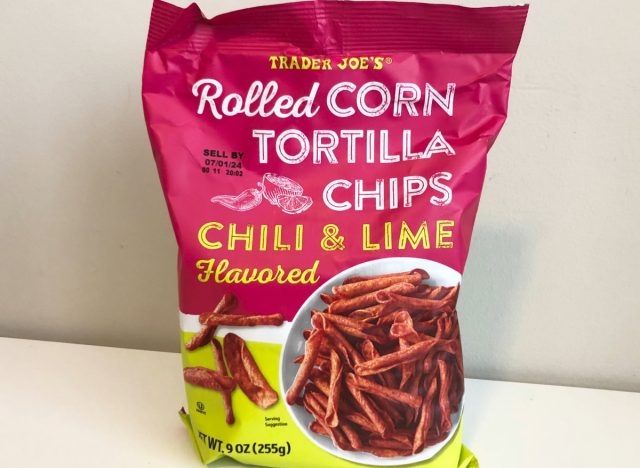 TRADER JOE'S®
Rolled CORN
TORTILLA
CHIPS
SELL BY
07/01/24
CHILI & LIME
Flavored
Serving
Suggestion
NET WT. 9 OZ (255g)